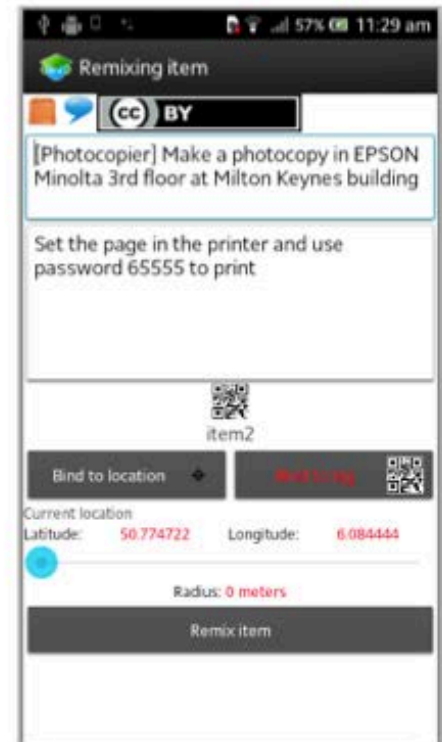 57% 11:29 am
Remixing item
cc BY
[Photocopier] Make a photocopy in EPSON
Minolta 3rd floor at Milton Keynes building
Set the page in the printer and use
password 65555 to print
item2
Bind to location
Current location
Latitude: 50.774722 Longitude: 6.084444
Radius: 0 meters
Remix item